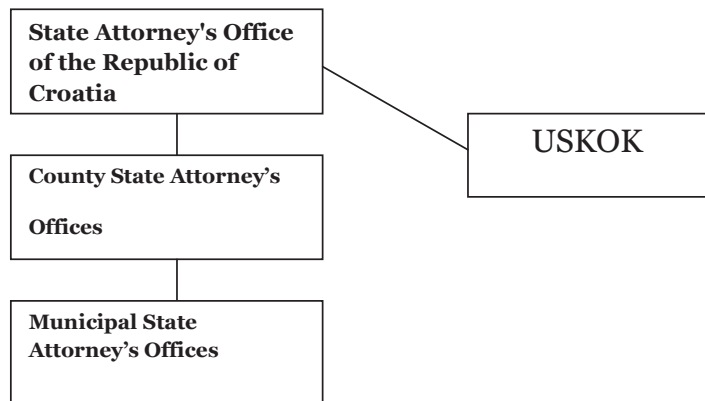 State Attorney's Office
of the Republic of
Croatia
USKOK
County State Attorney’s
Offices
Municipal State
Attorney’s Offices